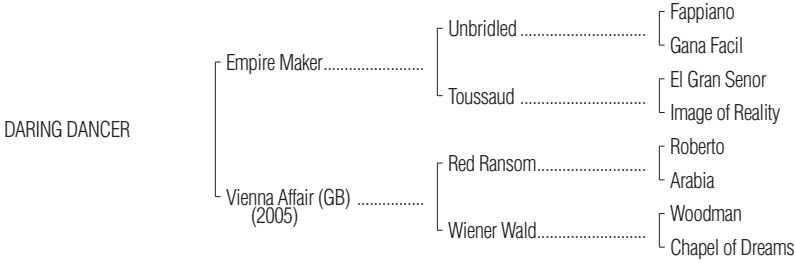 Fappiano
Unbridled ..............................
Gana Facil
Empire Maker........................
El Gran Senor
Toussaud ..............................
Image of Reality
DARING DANCER
Roberto
Red Ransom..........................
Arabia
Vienna Affair (GB) ................
(2005)
Woodman
Wiener Wald..........................
Chapel of Dreams